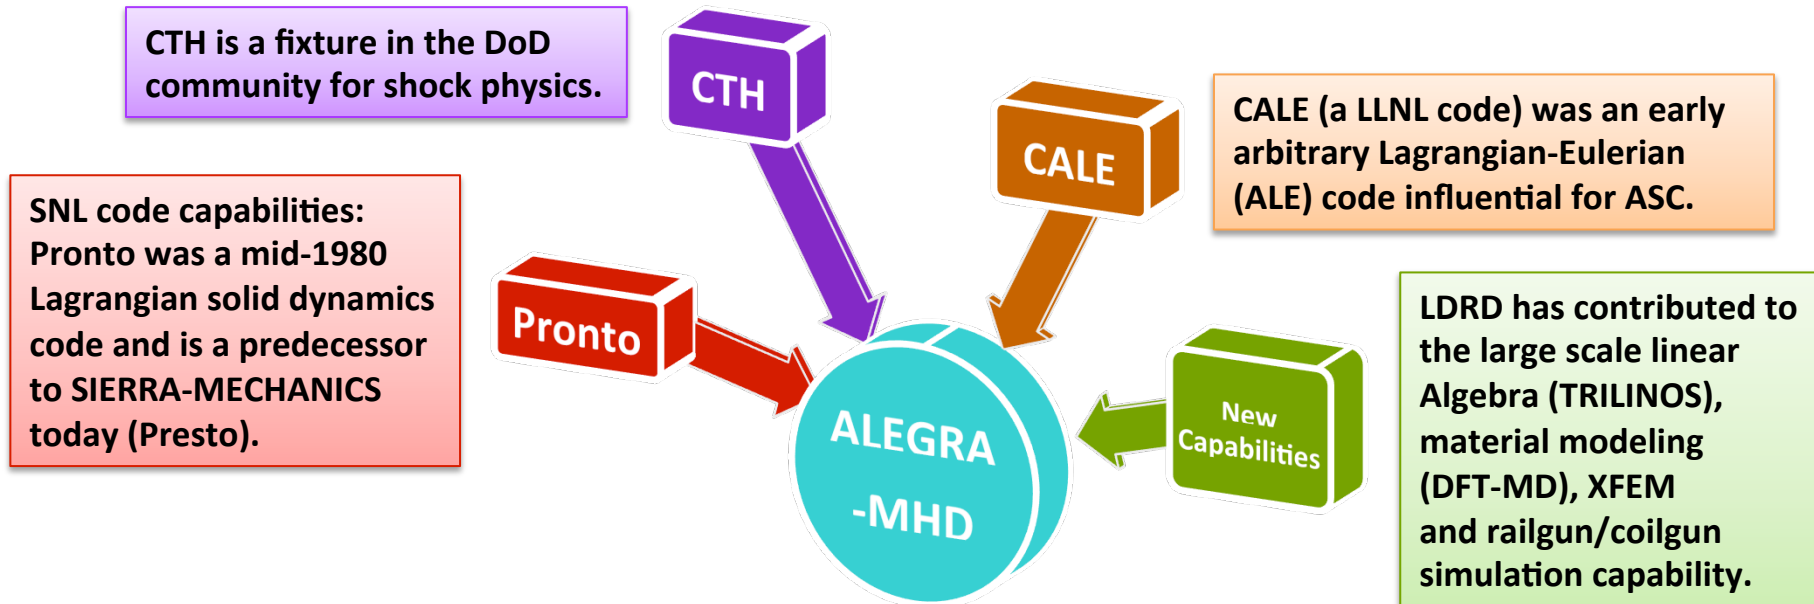 CTH is a fixture in the DoD
community for shock physics.
CTH
CALE
CALE (a LLNL code) was an early
arbitrary Lagrangian-Eulerian
(ALE) code influential for ASC.
SNL code capabilities:
Pronto was a mid-1980
Lagrangian solid dynamics
code and is a predecessor
to SIERRA-MECHANICS
today (Presto).
Pronto
ALEGRA
-MHD
New
Capabilities
LDRD has contributed to
the large scale linear
Algebra (TRILINOS),
material modeling
(DFT-MD), XFEM
and railgun/coilgun
simulation capability.